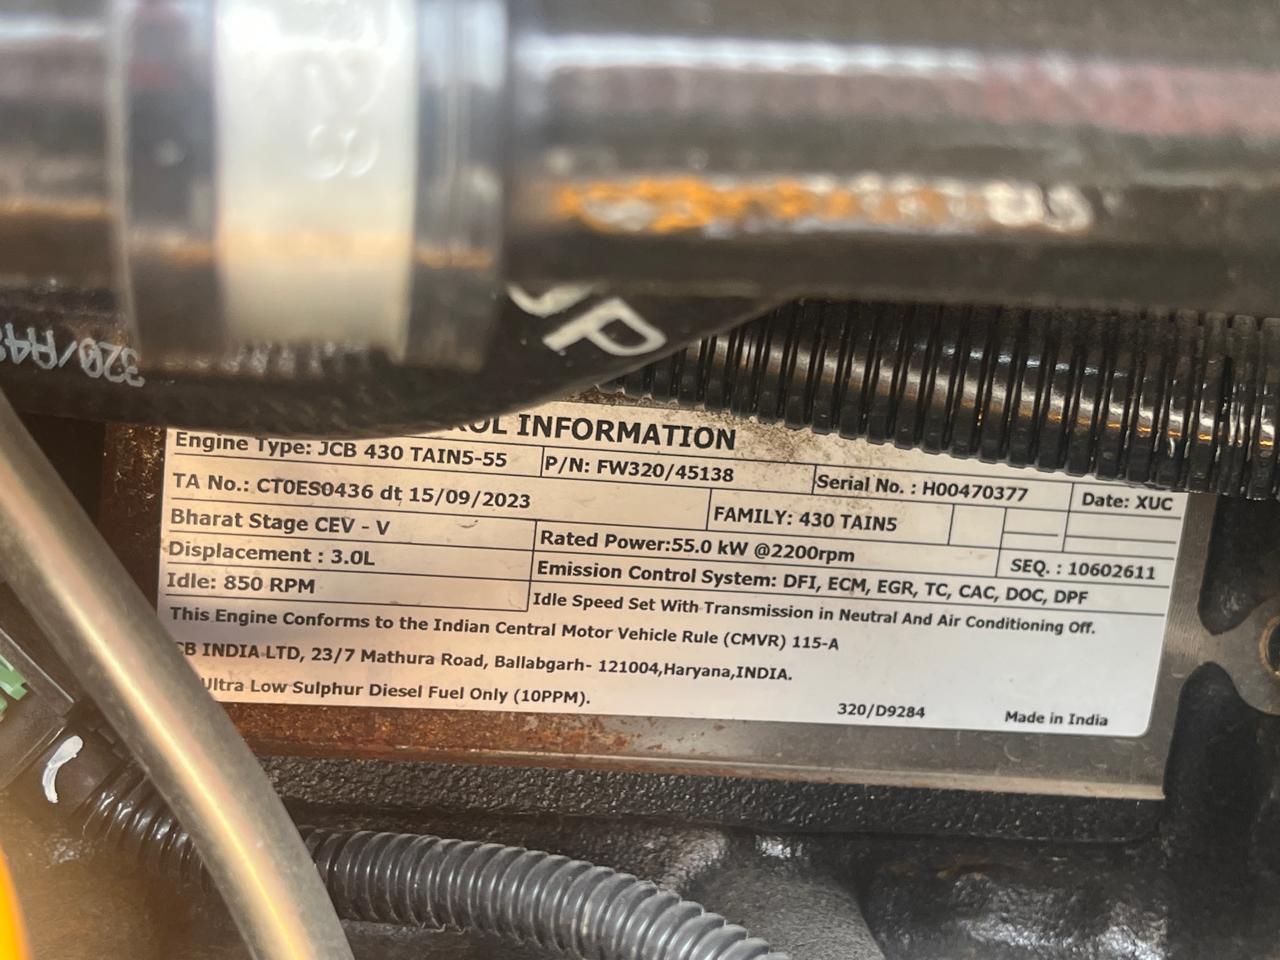 320/A4
UP
ROL INFORMATION
Engine Type: JCB 430 TAIN5-55 P/N: FW320/45138 Serial No. : H00470377 Date: XUC
TA No.: CT0ES0436 dt 15/09/2023 FAMILY: 430 TAIN5
Bharat Stage CEV - V Rated Power:55.0 kW @2200rpm SEQ. : 10602611
Displacement : 3.0L Emission Control System: DFI, ECM, EGR, TC, CAC, DOC, DPF
Idle: 850 RPM Idle Speed Set With Transmission in Neutral And Air Conditioning Off.
This Engine Conforms to the Indian Central Motor Vehicle Rule (CMVR) 115-A
CB INDIA LTD, 23/7 Mathura Road, Ballabgarh- 121004,Haryana,INDIA.
Ultra Low Sulphur Diesel Fuel Only (10PPM).
320/D9284 Made in India